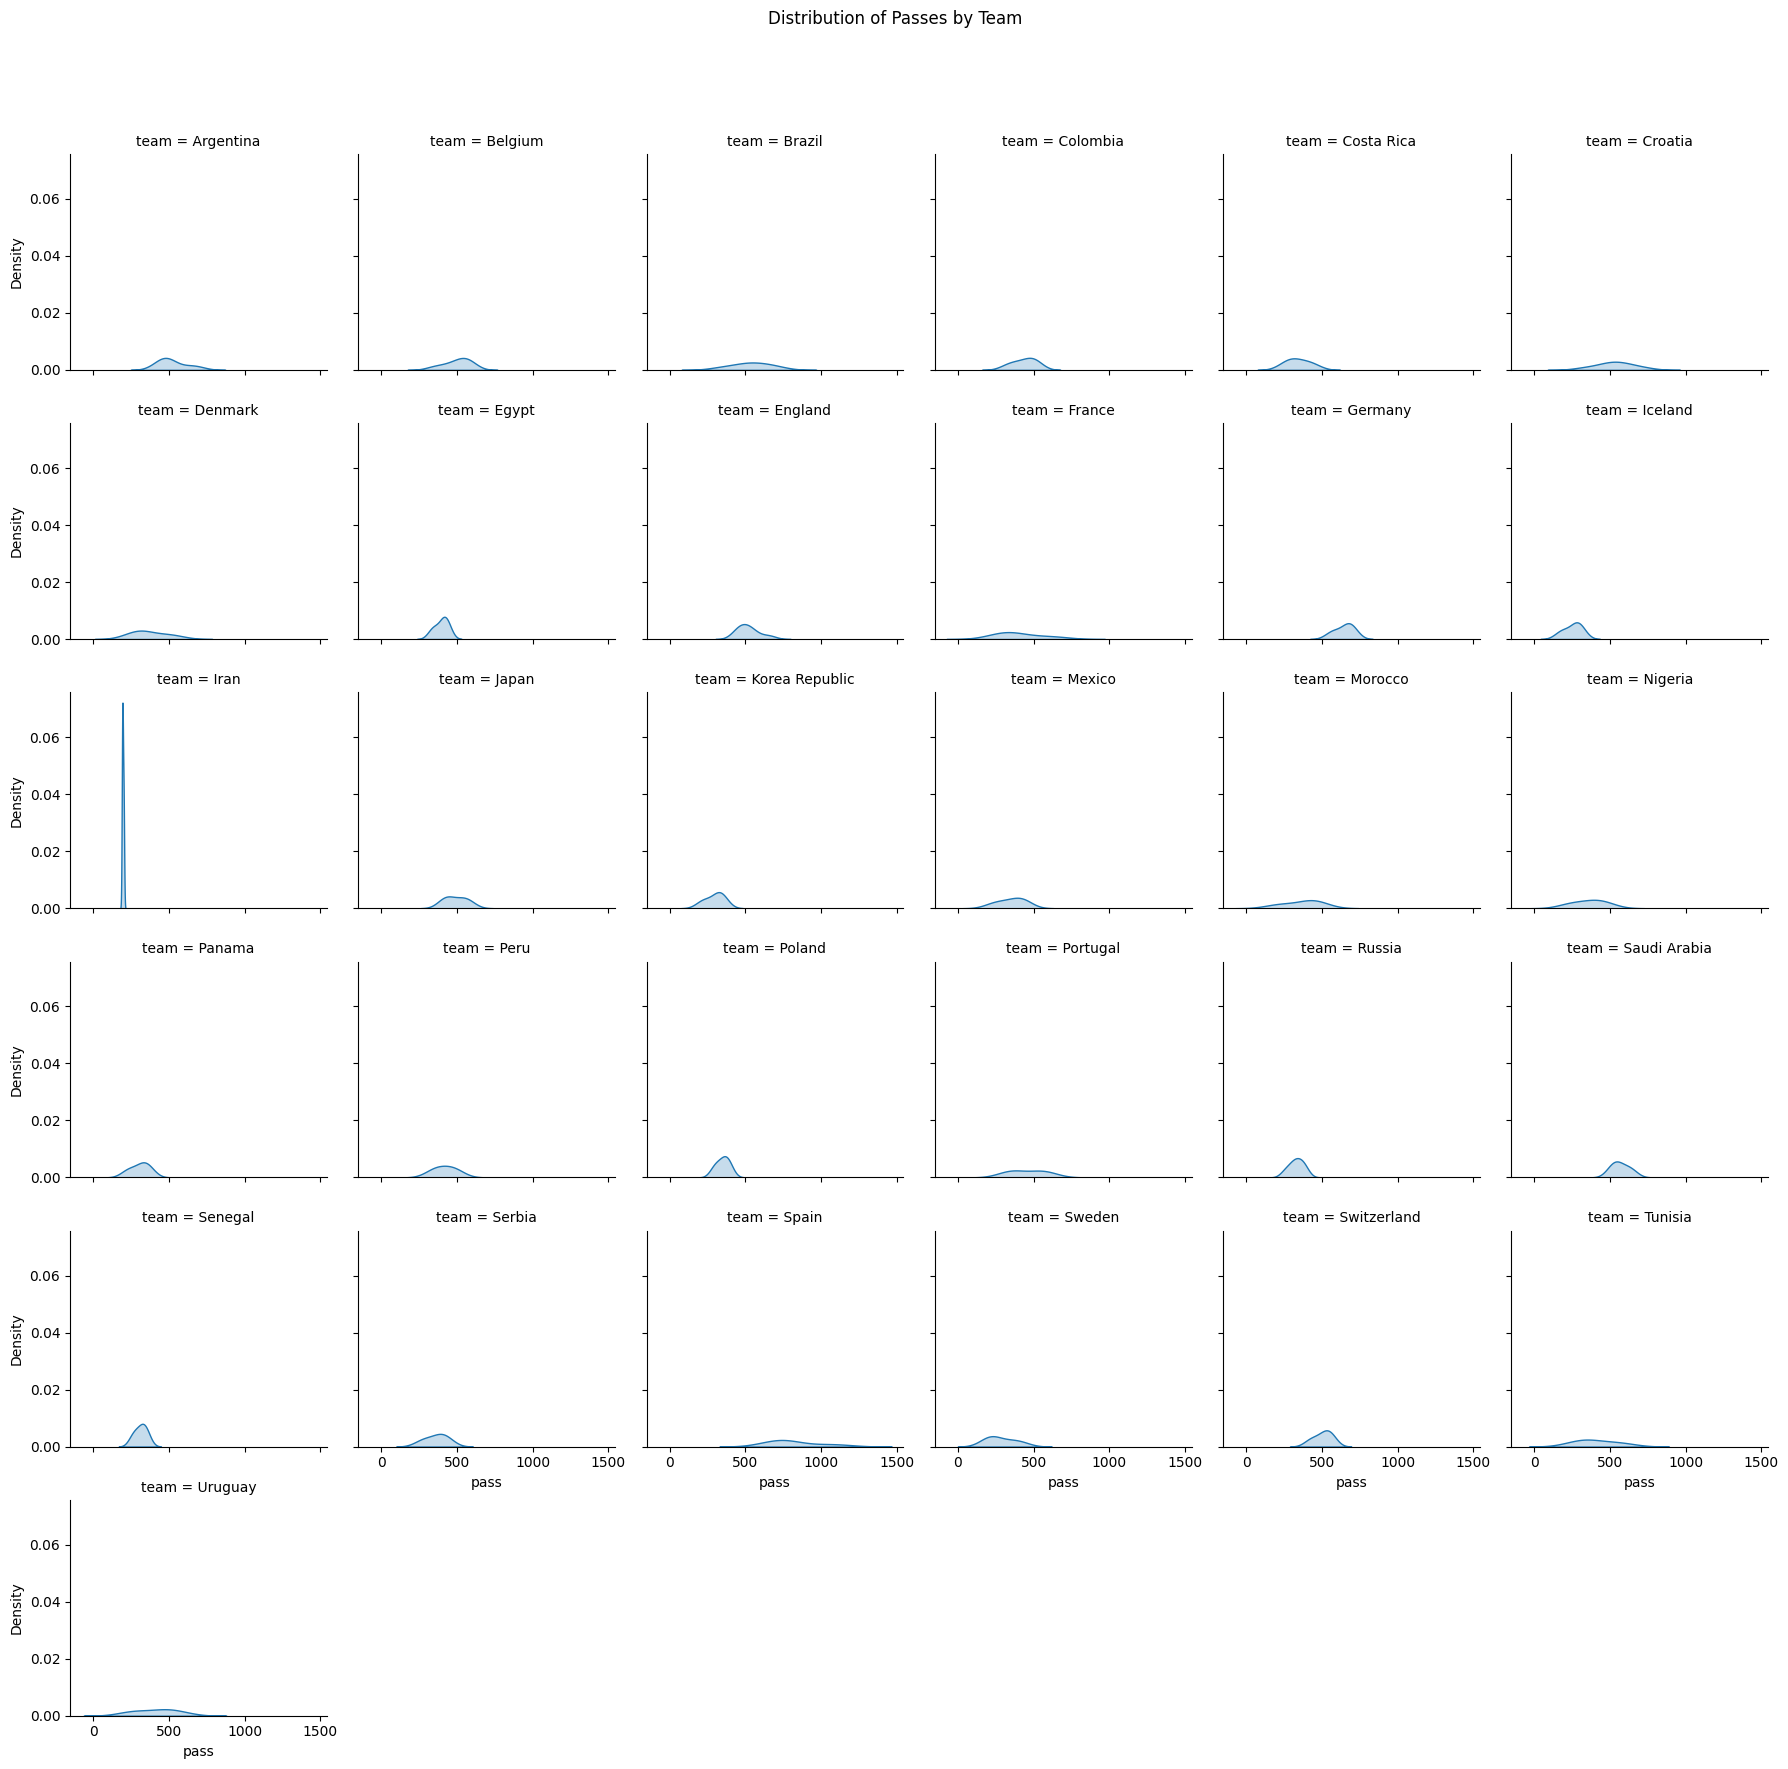 Distribution of Passes by Team
team = Argentina team = Belgium team = Brazil team = Colombia team = Costa Rica team = Croatia
0.06
0.04
0.02
0.00
Density
team = Denmark team = Egypt team = England team = France team = Germany team = Iceland
0.06
0.04
0.02
0.00
Density
team = Iran team = Japan team = Korea Republic team = Mexico team = Morocco team = Nigeria
0.06
0.04
0.02
0.00
Density
team = Panama team = Peru team = Poland team = Portugal team = Russia team = Saudi Arabia
0.06
0.04
0.02
0.00
Density
team = Senegal team = Serbia team = Spain team = Sweden team = Switzerland team = Tunisia
0.06
0.04
0.02
0.00
Density
0 500 1000 1500 0 500 1000 1500 0 500 1000 1500 0 500 1000 1500 0 500 1000 1500
pass pass pass pass pass
team = Uruguay
0.06
0.04
0.02
0.00
Density
0 500 1000 1500
pass